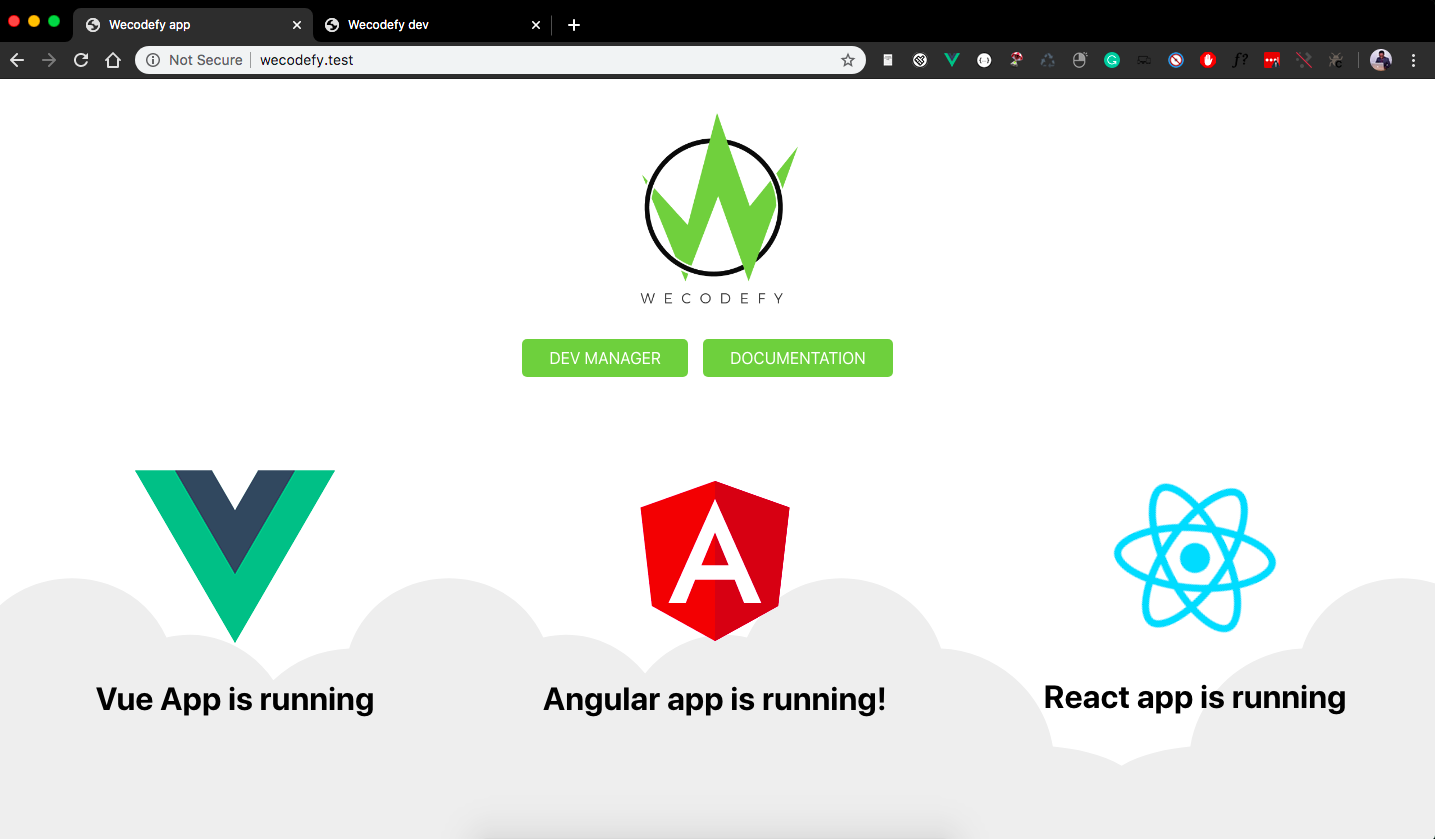 Wecodefy app
Wecodefy dev
Not Secure
wecodefy.test
WECODEFY
DEV MANAGER
DOCUMENTATION
Vue App is running
Angular app is running!
React app is running